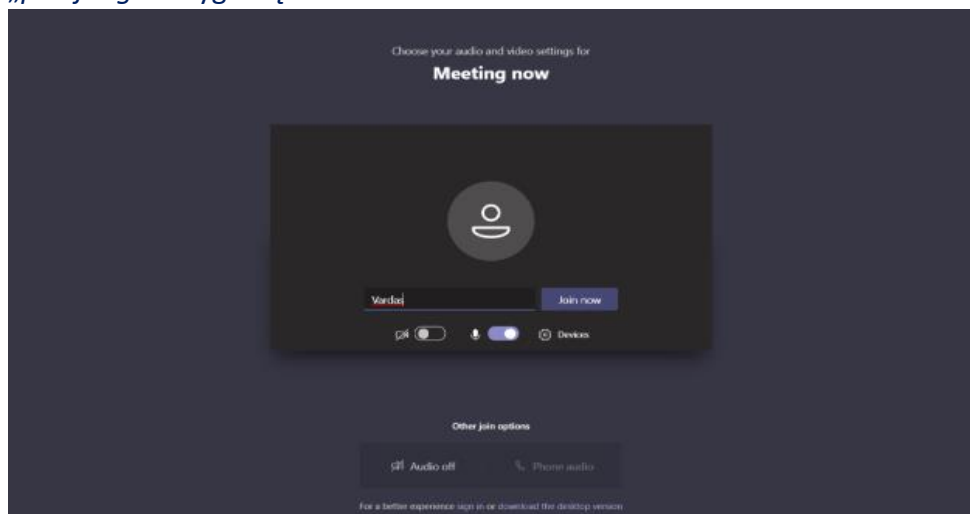 Choose your audio and video settings for
Meeting now
Vardas
Join now
Devices
Other join options
Audio off
Phone audio
For a better experience sign in or download the desktop version